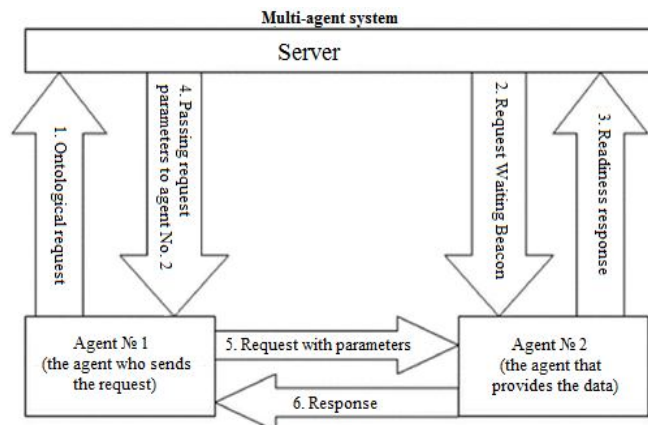 Multi-agent system
Server
1. Ontological
request
4. Passing request
parameters to agent No. 2
2. Request Waiting
Beacon
3. Readiness
response
Agent № 1
(the agent who sends
the request)
5. Request with parameters
Agent № 2
(the agent that
provides the data)
6. Response